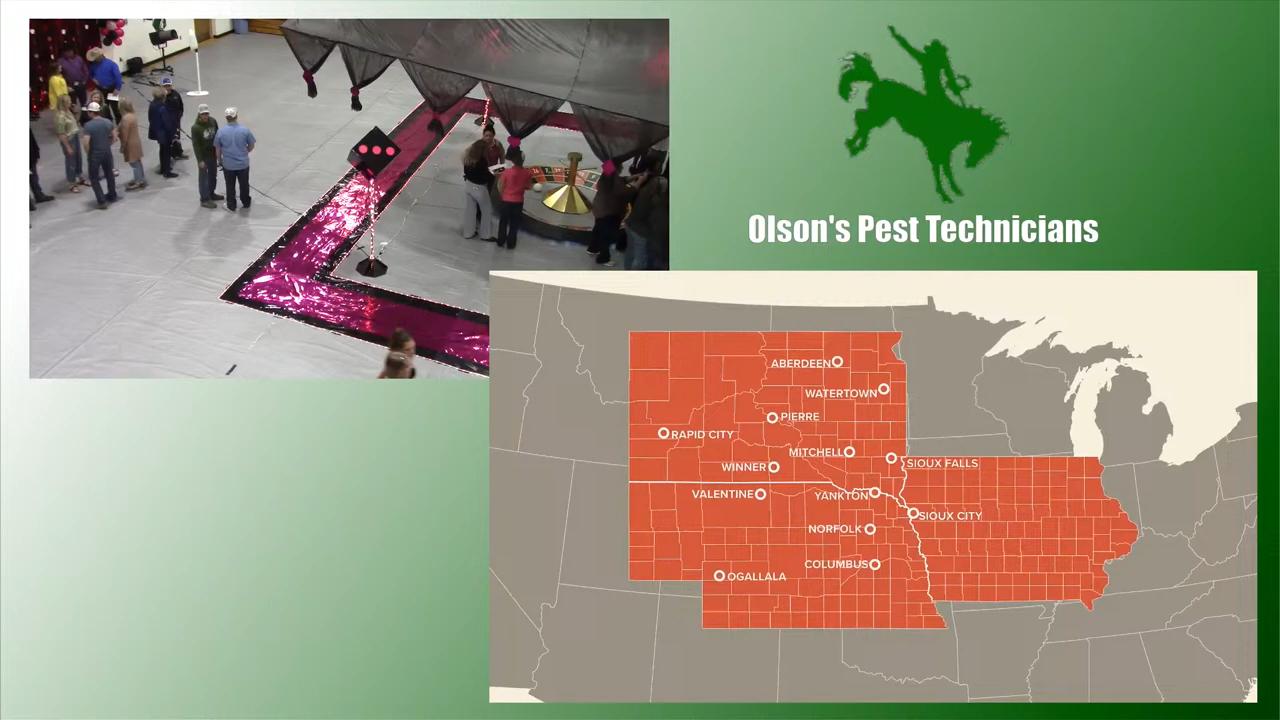 Olson's Pest Technicians
ABERDEEN
WATERTOWN
PIERRE
RAPID CITY
MITCHELL
SIOUX FALLS
WINNER
VALENTINE
YANKTON
SIOUX CITY
NORFOLK
COLUMBUS
OGALLALA